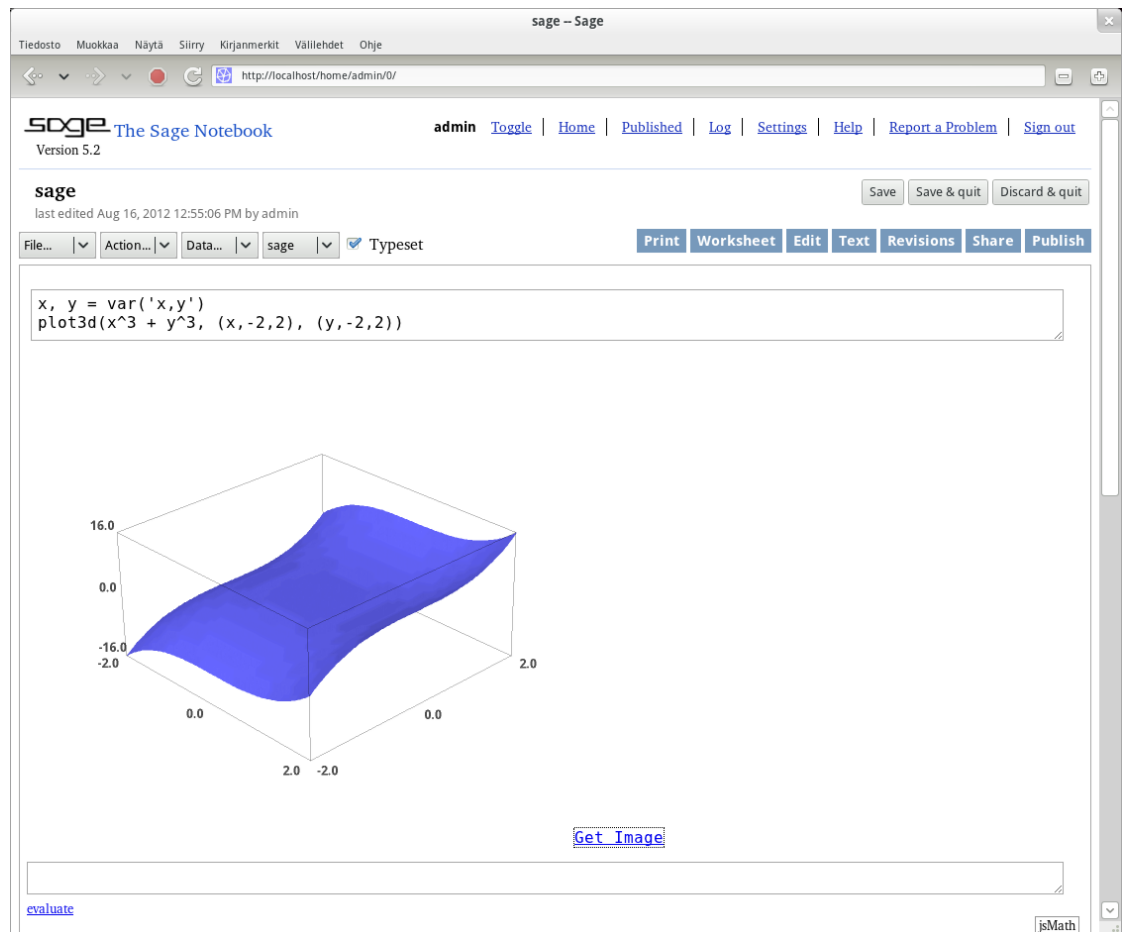 sage – Sage
Tiedosto Muokkaa Näytä Siirry Kirjanmerkit Välilehdet Ohje
http://localhost/home/admin/0/
sage The Sage Notebook
admin Toggle | Home | Published | Log | Settings | Help | Report a Problem | Sign out
Version 5.2
sage
Save Save & quit Discard & quit
last edited Aug 16, 2012 12:55:06 PM by admin
File... Action... Data... sage Typeset
Print Worksheet Edit Text Revisions Share Publish
x, y = var('x,y')
plot3d(x^3 + y^3, (x,-2,2), (y,-2,2))
16.0
0.0
-16.0
-2.0
2.0
0.0
0.0
2.0 -2.0
Get Image
evaluate
jsMath